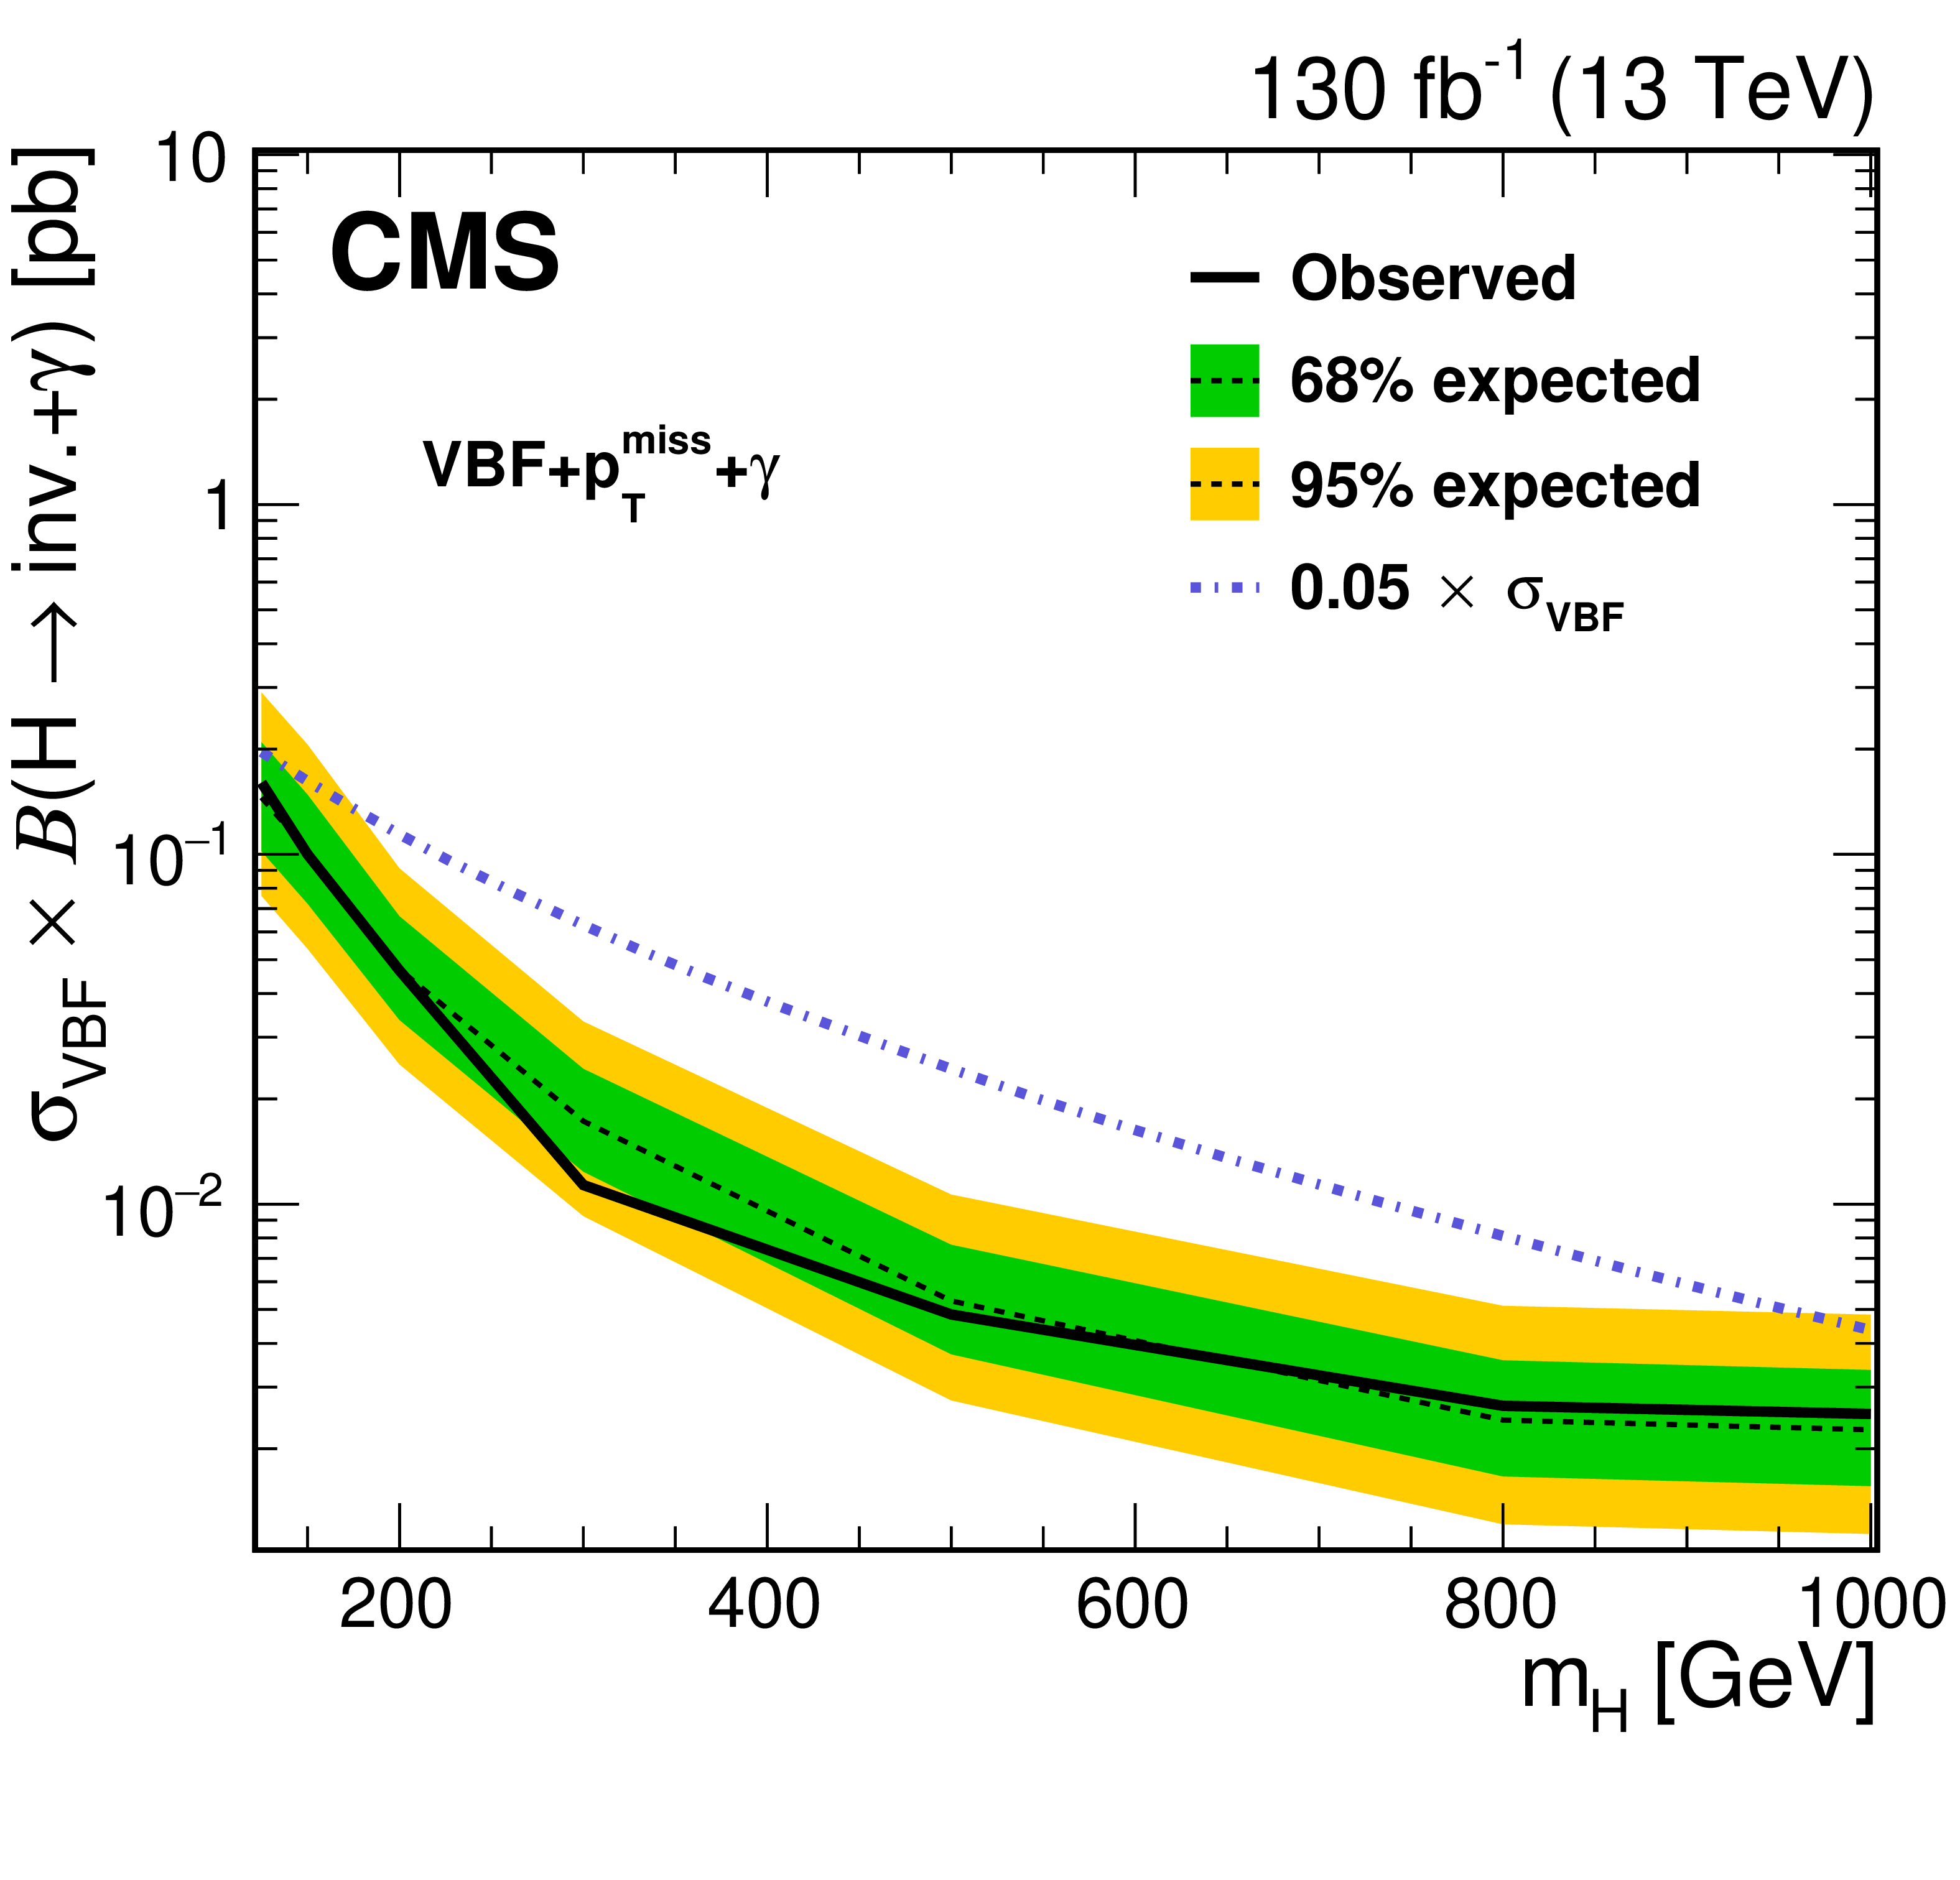 130 fb⁻¹ (13 TeV)
CMS
VBF+p_T^miss+γ
Observed
68% expected
95% expected
0.05 × σ_VBF
σ_VBF × B(H → inv.+γ) [pb]
10
1
10⁻¹
10⁻²
200 400 600 800 1000
m_H [GeV]